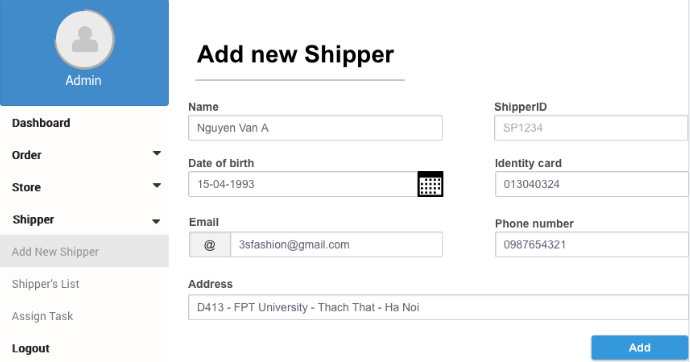 Admin
Dashboard
Order
Store
Shipper
Add New Shipper
Shipper's List
Assign Task
Logout
Add new Shipper
Name
ShipperID
Nguyen Van A
SP1234
Date of birth
Identity card
15-04-1993
013040324
Email
Phone number
@ 3sfashion@gmail.com
0987654321
Address
D413 - FPT University - Thach That - Ha Noi
Add